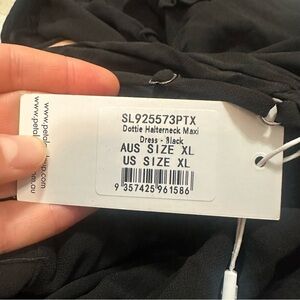 SL925573PTX
Dottie Halterneck Maxi
Dress - Black
AUS SIZE XL
US SIZE XL
9 357425 961586